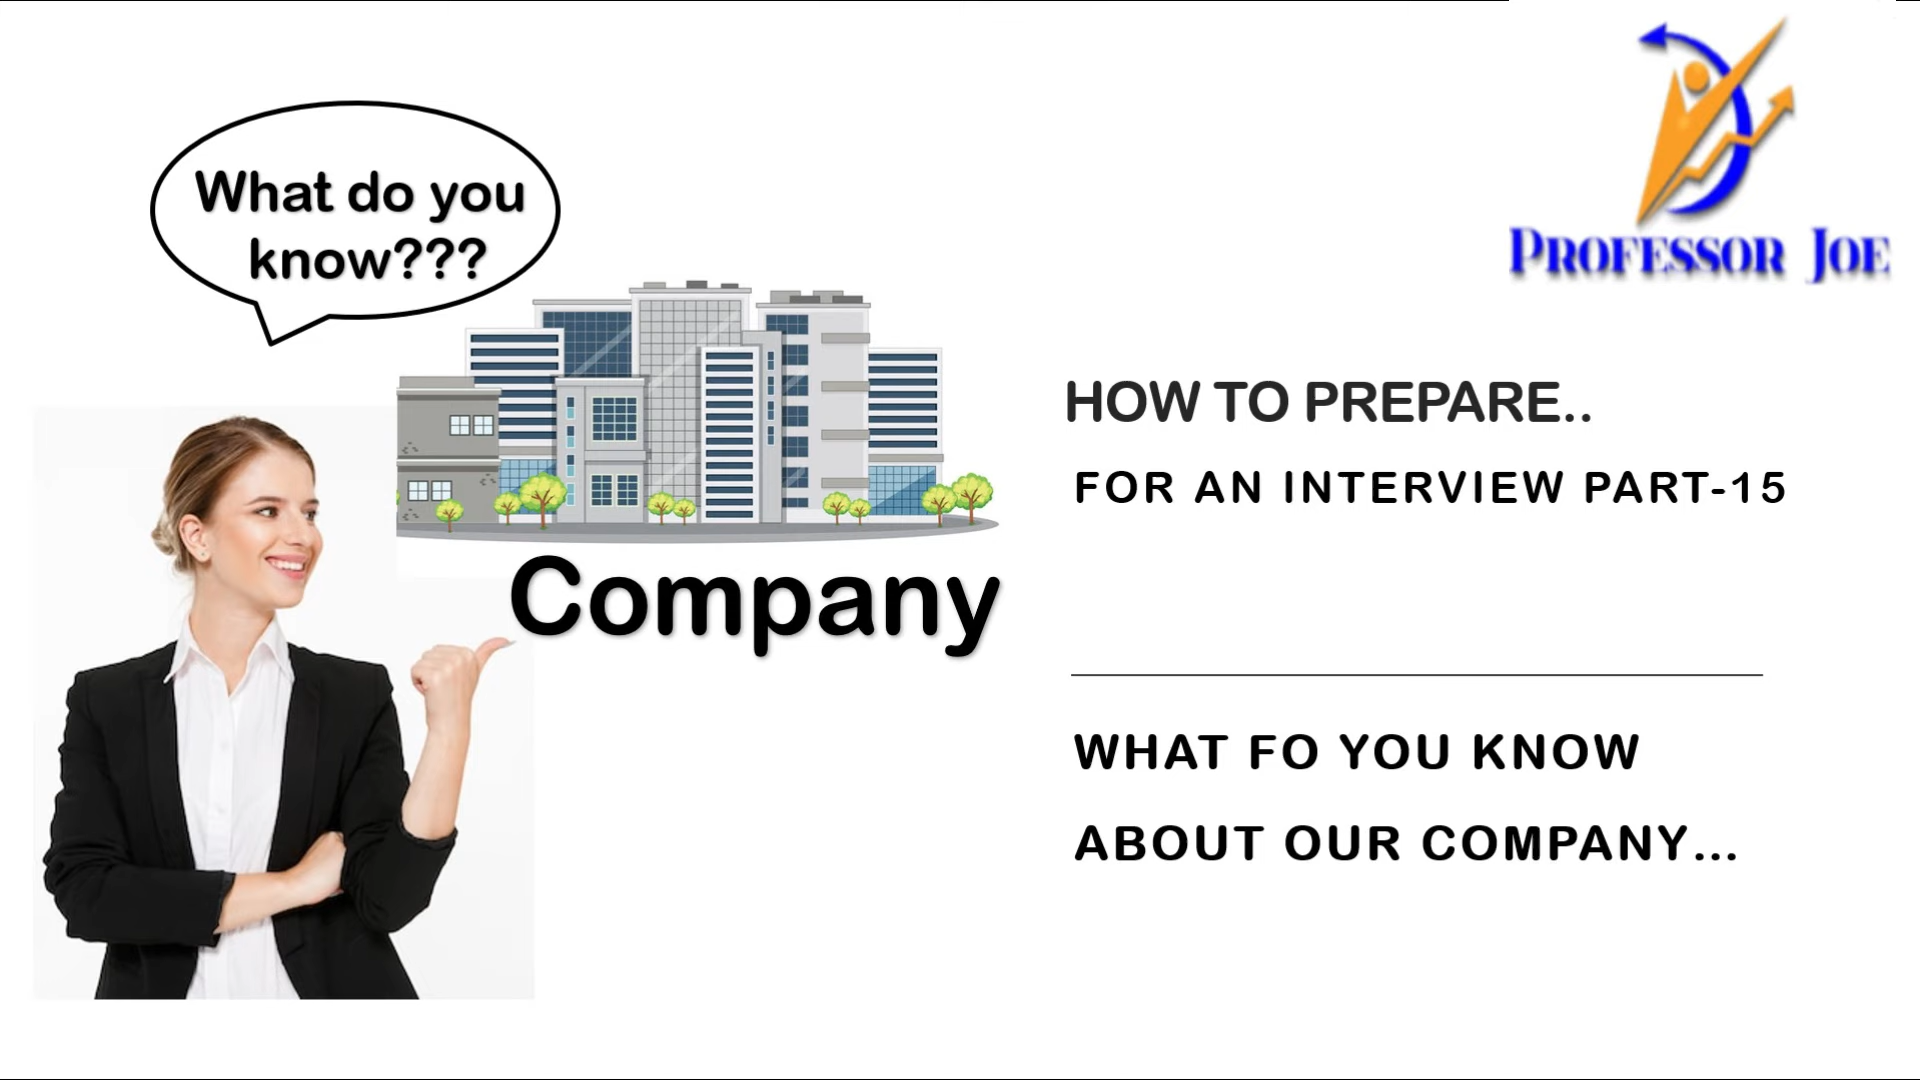 What do you
know???
Company
PROFESSOR JOE
HOW TO PREPARE..
FOR AN INTERVIEW PART-15
WHAT FO YOU KNOW
ABOUT OUR COMPANY...